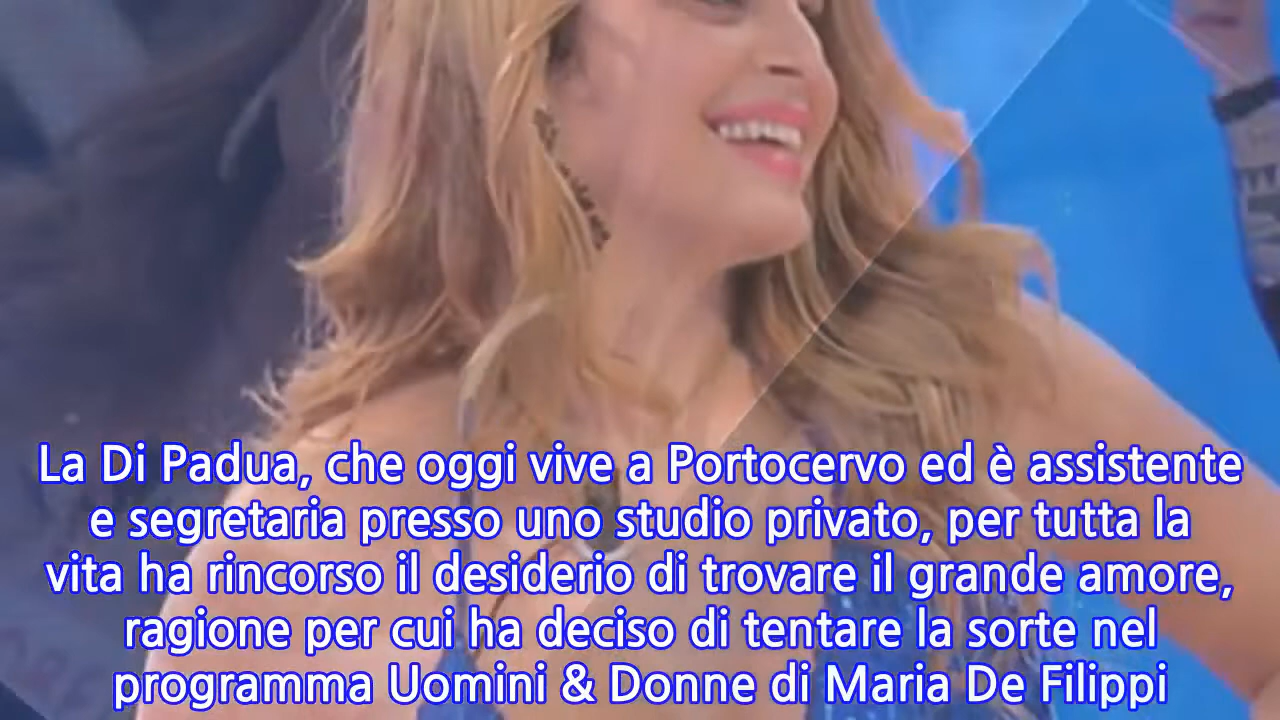 La Di Padua, che oggi vive a Portocervo ed è assistente
e segretaria presso uno studio privato, per tutta la
vita ha rincorso il desiderio di trovare il grande amore,
ragione per cui ha deciso di tentare la sorte nel
programma Uomini & Donne di Maria De Filippi